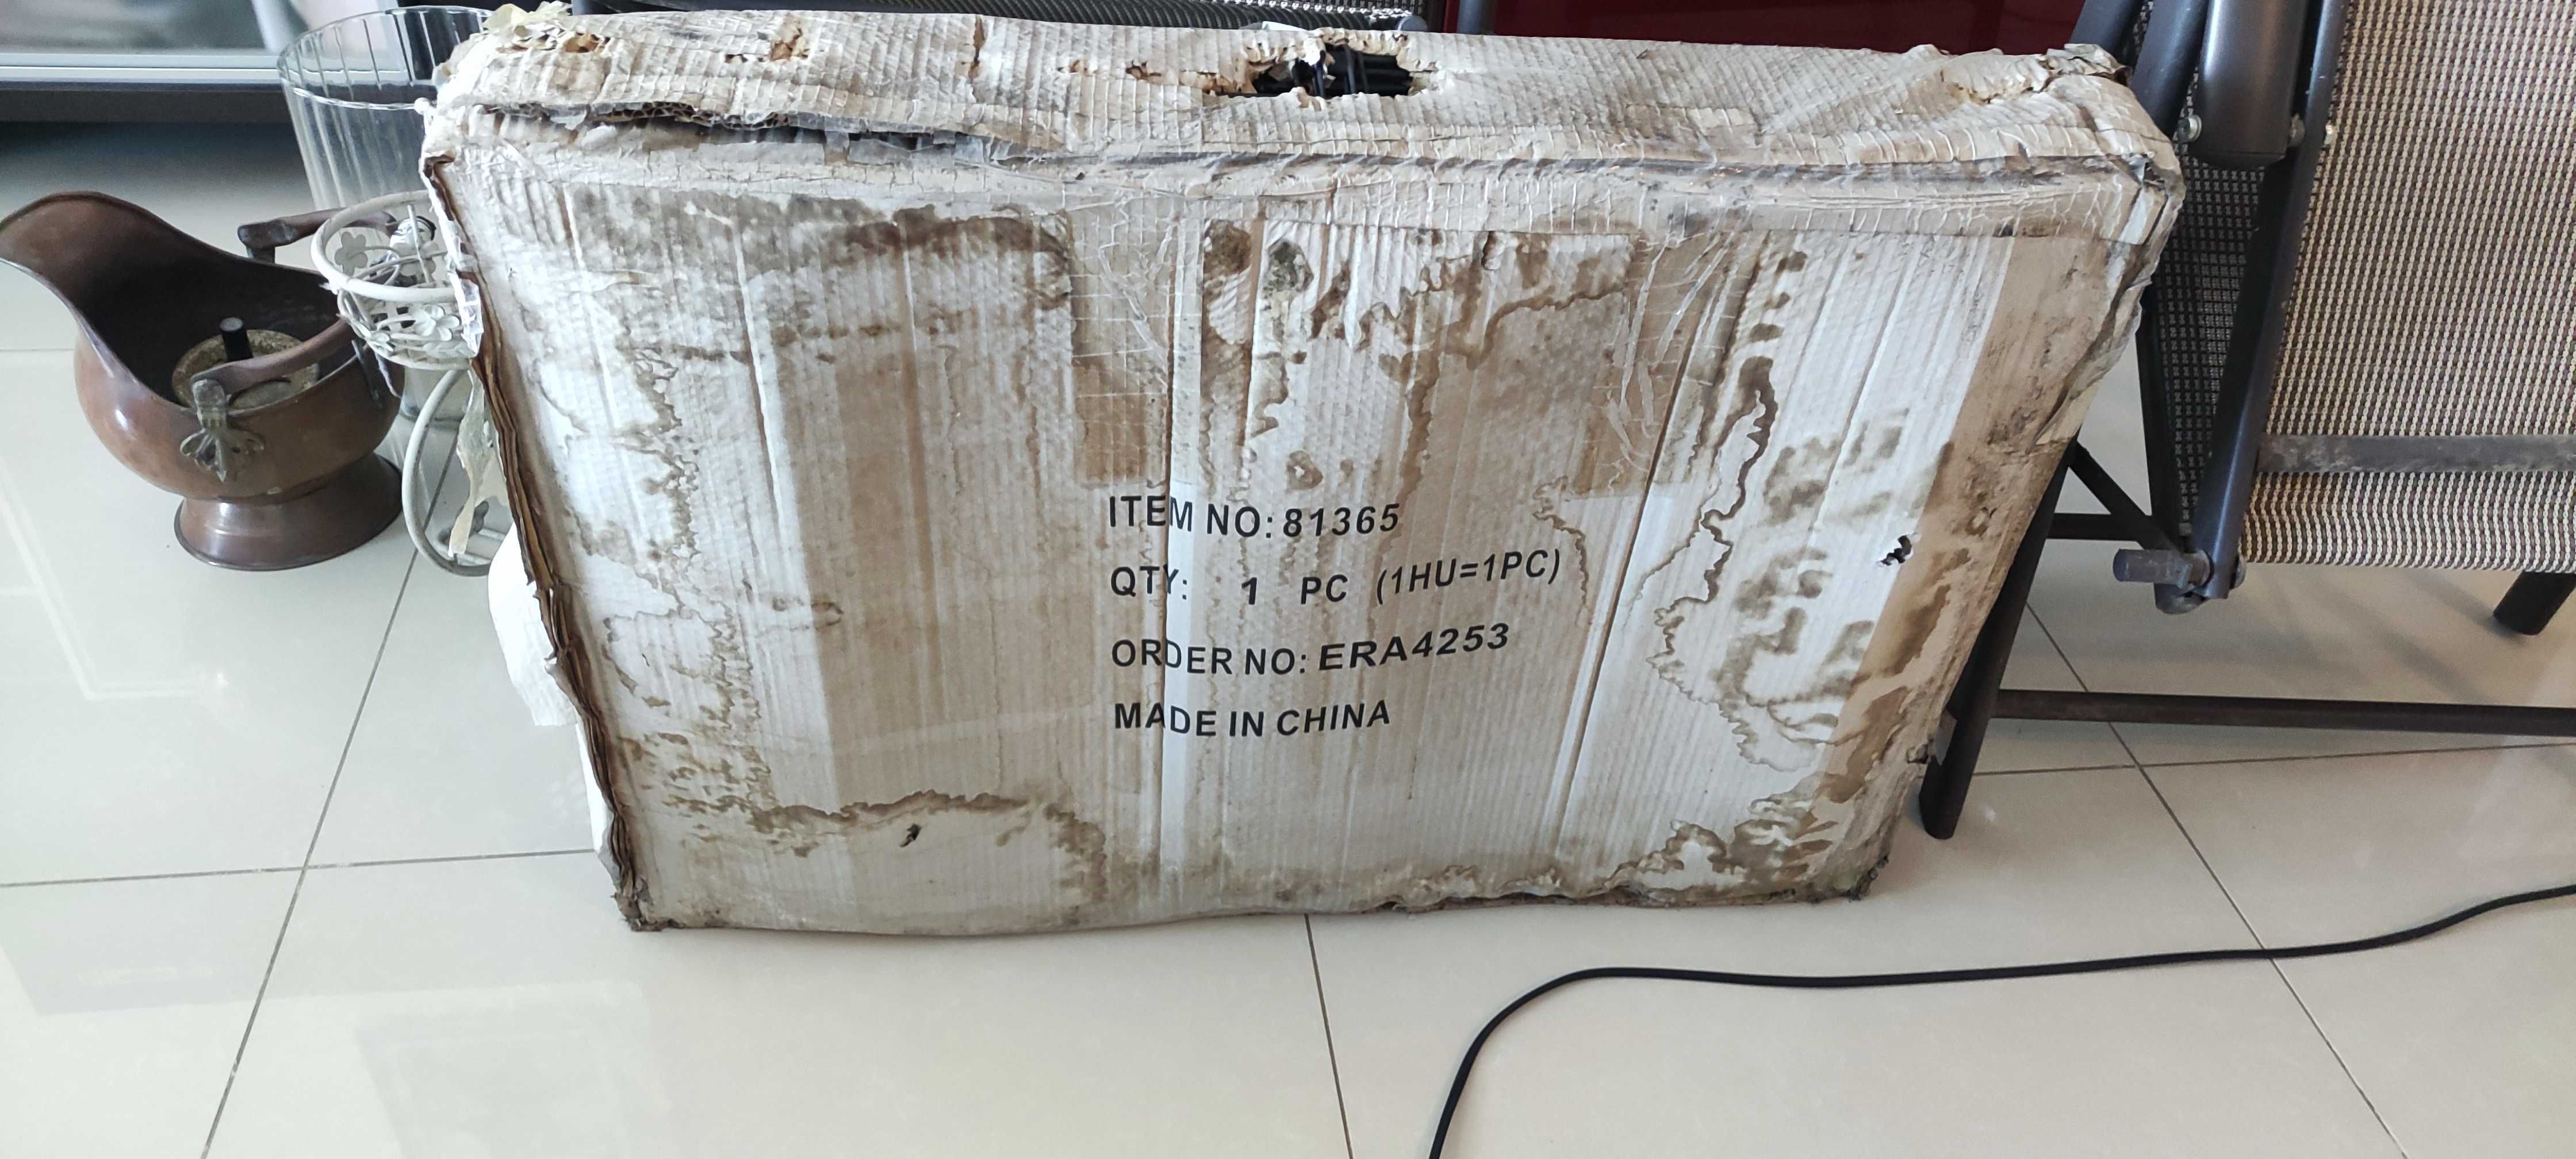 ITEM NO: 81365
QTY: 1 PC (1HU=1PC)
ORDER NO: ERA4253
MADE IN CHINA